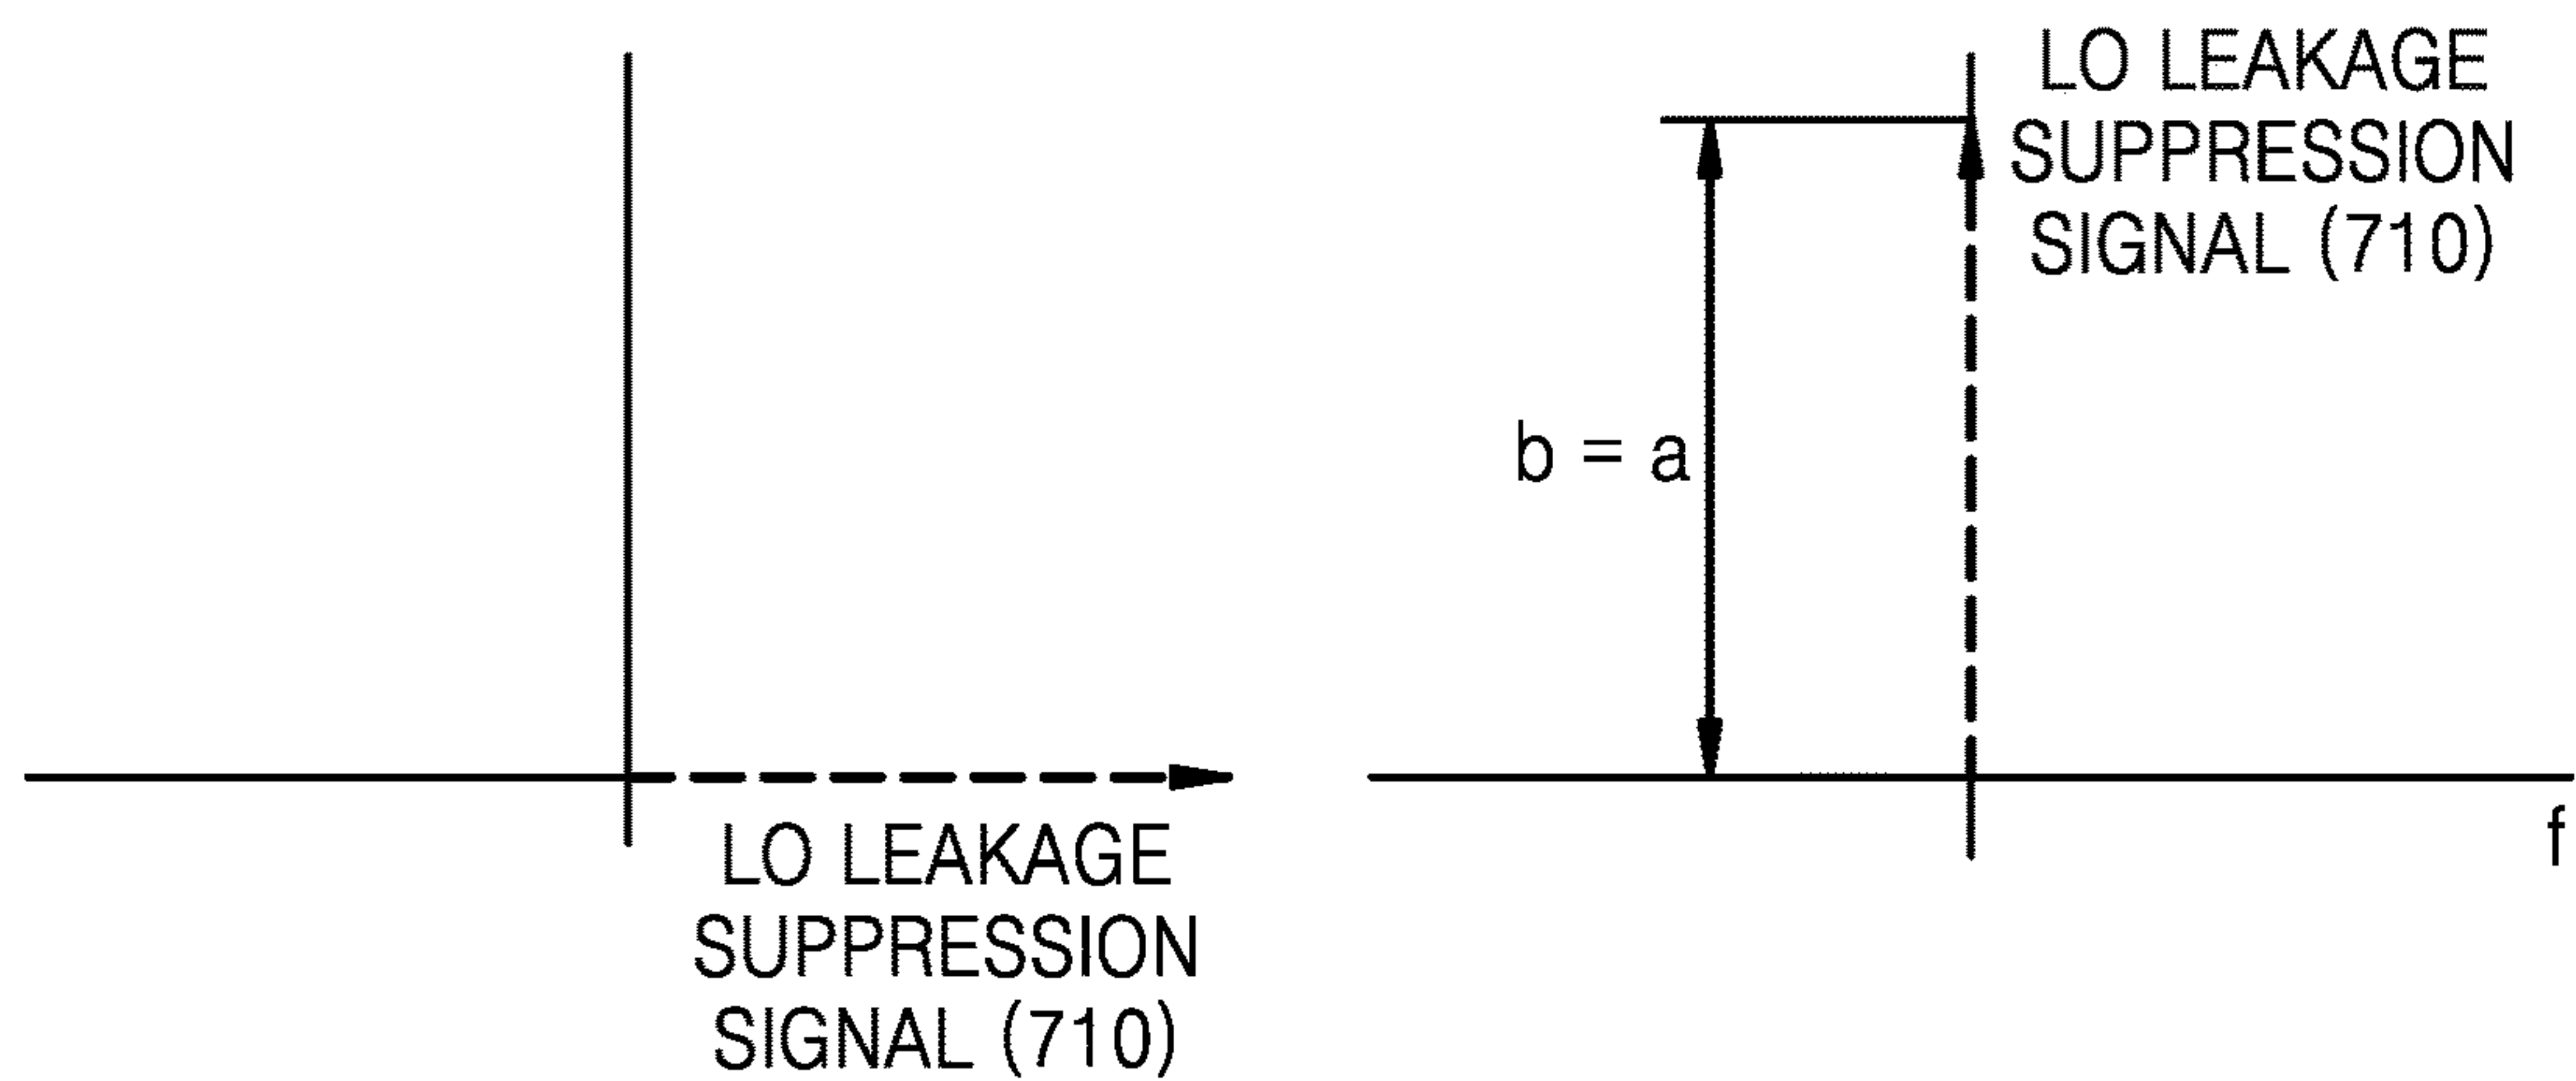 LO LEAKAGE
SUPPRESSION
SIGNAL (710)
b = a
f
LO LEAKAGE
SUPPRESSION
SIGNAL (710)